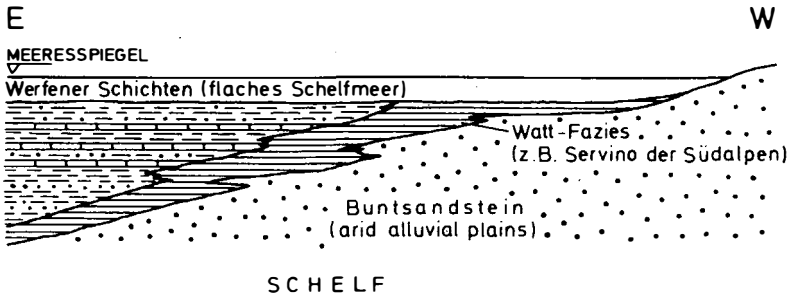 E
W
MEERESSPIEGEL
Werfener Schichten (flaches Schelfmeer)
Watt-Fazies
(z.B. Servino der Südalpen)
Buntsandstein
(arid alluvial plains)
SCHELF